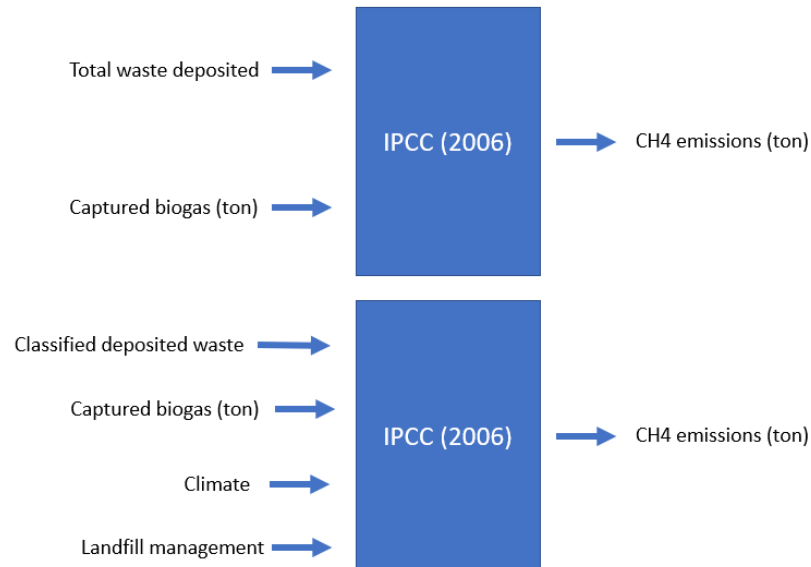 Total waste deposited
IPCC (2006)
CH4 emissions (ton)
Captured biogas (ton)
Classified deposited waste
Captured biogas (ton)
IPCC (2006)
CH4 emissions (ton)
Climate
Landfill management